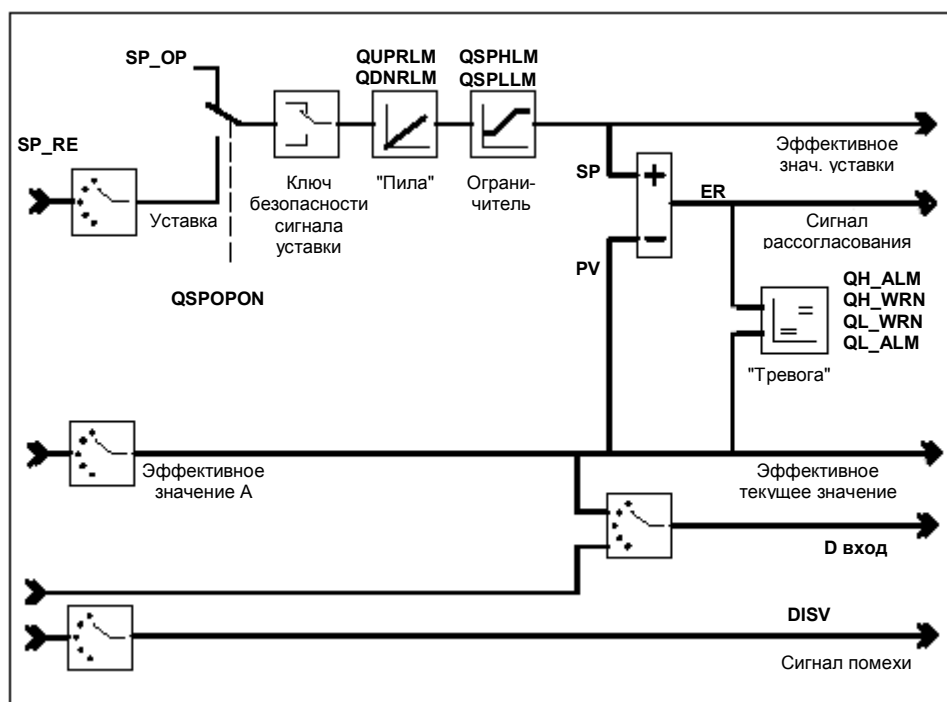 SP_OP
QUPRLM
QDNRLM
QSPHLM
QSPLLM
SP_RE
Уставка
Ключ
безопасности
сигнала
уставки
"Пила"
Ограни-
читель
SP
ER
PV
Эффективное
знач. уставки
Сигнал
рассогласования
QSPOPON
QH_ALM
QH_WRN
QL_WRN
QL_ALM
"Тревога"
Эффективное
значение А
Эффективное
текущее значение
D вход
DISV
Сигнал помехи